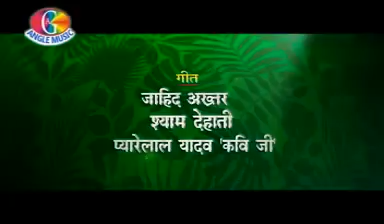 ANGLE MUSIC
गीत
जाहिद अख्तर
श्याम देहाती
प्यारेलाल यादव 'कवि जी'